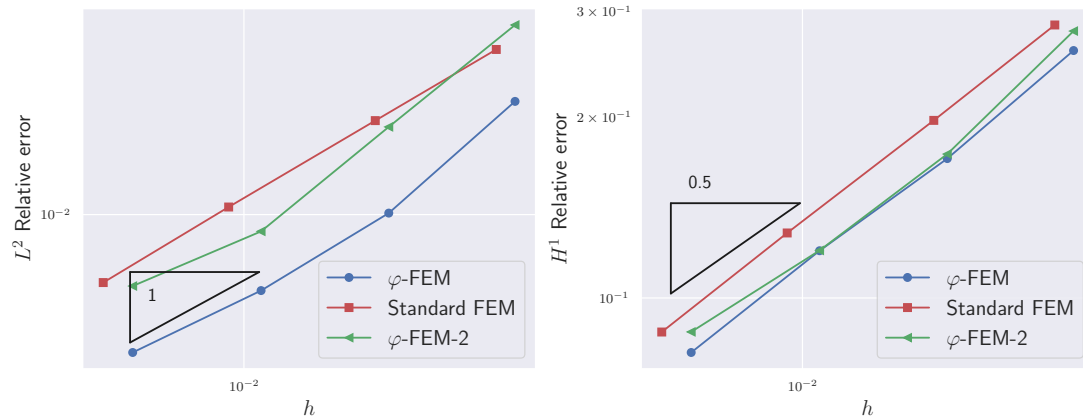 L² Relative error
10⁻²
1
φ-FEM
Standard FEM
φ-FEM-2
10⁻²
h
H¹ Relative error
3 × 10⁻¹
2 × 10⁻¹
10⁻¹
0.5
φ-FEM
Standard FEM
φ-FEM-2
10⁻²
h